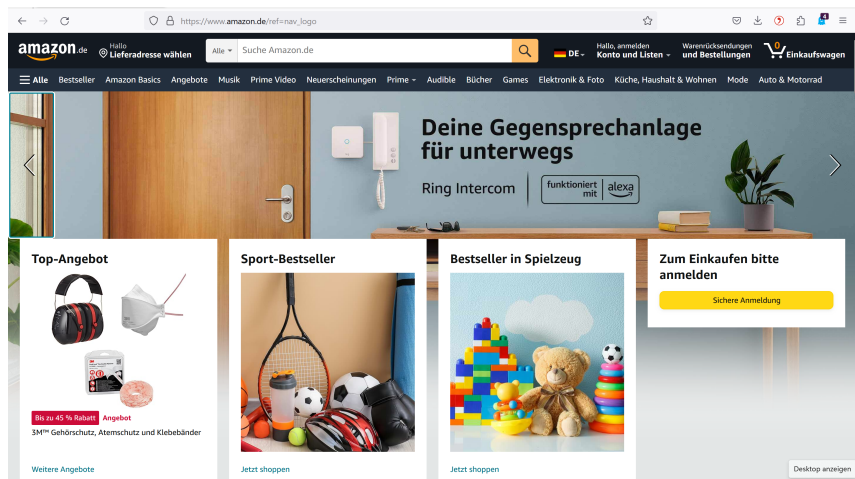 https://www.amazon.de/ref=nav_logo
4
amazon.de
Hallo
Lieferadresse wählen
Alle
Suche Amazon.de
DE
Hallo, anmelden
Konto und Listen
Warenrücksendungen
und Bestellungen
0
Einkaufswagen
Alle
Bestseller
Amazon Basics
Angebote
Musik
Prime Video
Neuerscheinungen
Prime
Audible
Bücher
Games
Elektronik & Foto
Küche, Haushalt & Wohnen
Mode
Auto & Motorrad
Deine Gegensprechanlage
für unterwegs
Ring Intercom
funktioniert
mit
alexa
Top-Angebot
3M
Bis zu 45 % Rabatt
Angebot
3M™ Gehörschutz, Atemschutz und Klebebänder
Weitere Angebote
Sport-Bestseller
Jetzt shoppen
Bestseller in Spielzeug
Jetzt shoppen
Zum Einkaufen bitte
anmelden
Sichere Anmeldung
Desktop anzeigen